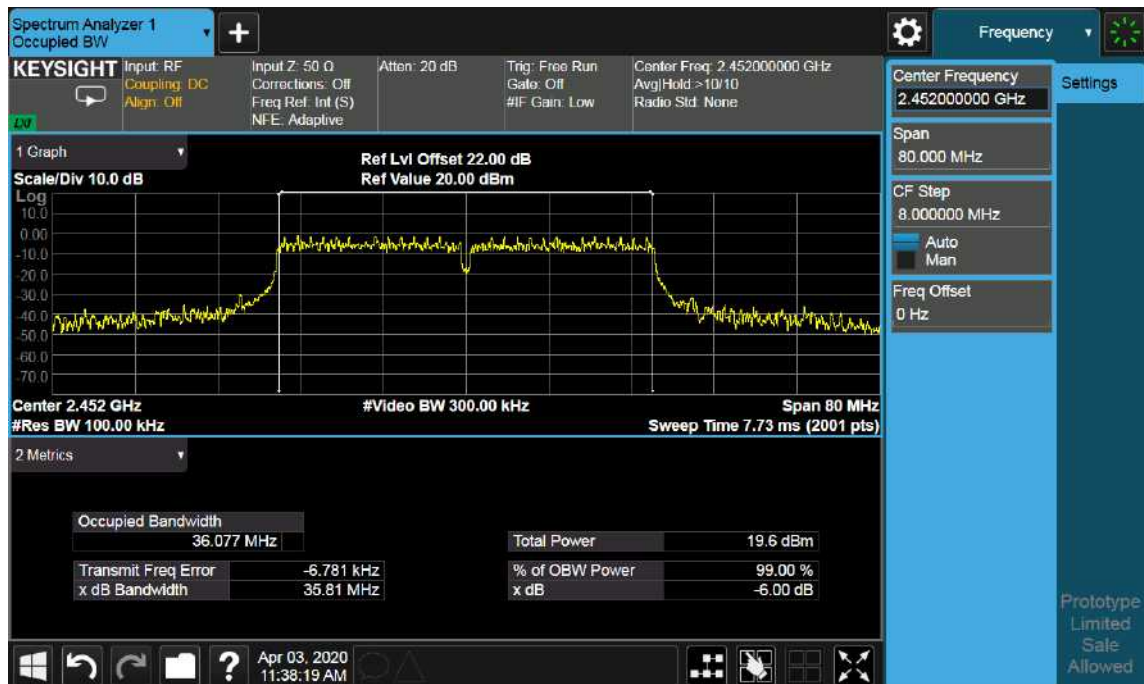 Spectrum Analyzer 1
Occupied BW
Frequency
KEYSIGHT
Input: RF
Coupling: DC
Align: Off
Input Z: 50 Ω
Corrections: Off
Freq Ref: Int (S)
NFE: Adaptive
Atten: 20 dB
Trig: Free Run
Gate: Off
#IF Gain: Low
Center Freq: 2.452000000 GHz
Avg|Hold >10/10
Radio Std: None
LXI
Center Frequency
2.452000000 GHz
Settings
Span
80.000 MHz
CF Step
8.000000 MHz
Auto
Man
Freq Offset
0 Hz
1 Graph
Scale/Div 10.0 dB
Ref Lvl Offset 22.00 dB
Ref Value 20.00 dBm
Log
10.0
0.00
-10.0
-20.0
-30.0
-40.0
-50.0
-60.0
-70.0
Center 2.452 GHz
#Res BW 100.00 kHz
#Video BW 300.00 kHz
Span 80 MHz
Sweep Time 7.73 ms (2001 pts)
2 Metrics
Occupied Bandwidth
36.077 MHz
Transmit Freq Error -6.781 kHz
x dB Bandwidth 35.81 MHz
Total Power 19.6 dBm
% of OBW Power 99.00 %
x dB -6.00 dB
Prototype
Limited
Sale
Allowed
?
Apr 03, 2020
11:38:19 AM